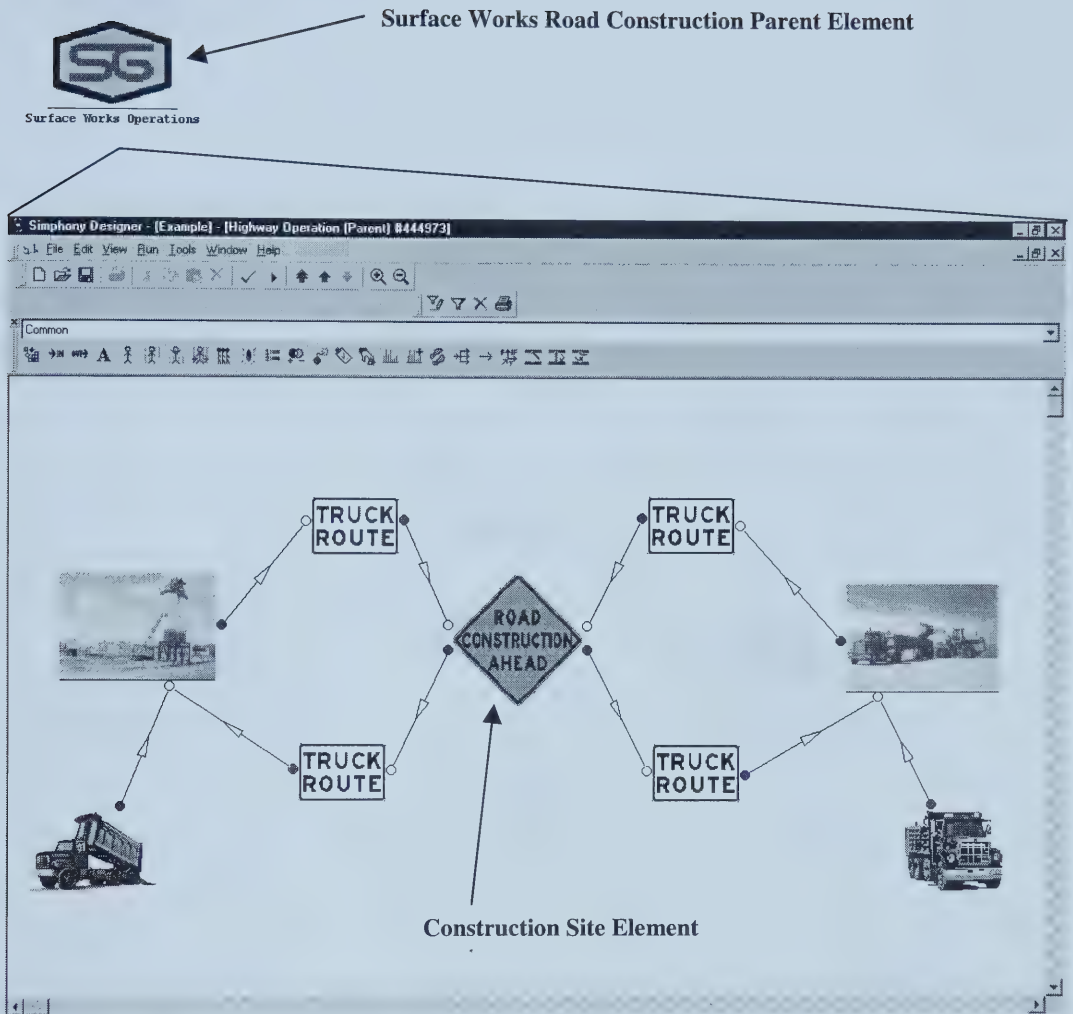 Surface Works Road Construction Parent Element
SG
Surface Works Operations
Simphony Designer - [Example] - [Highway Operation (Parent) #444973]
File Edit View Run Tools Window Help
Common
A
TRUCK
ROUTE
TRUCK
ROUTE
ROAD
CONSTRUCTION
AHEAD
TRUCK
ROUTE
TRUCK
ROUTE
Construction Site Element